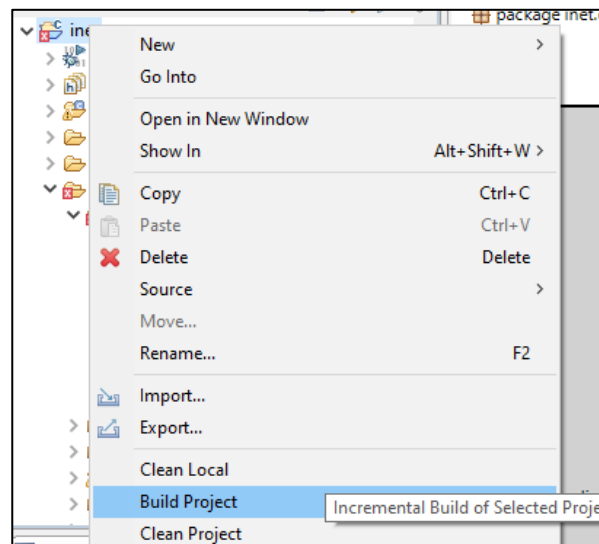 package inet.
ine
New
Go Into
Open in New Window
Show In Alt+Shift+W >
Copy Ctrl+C
Paste Ctrl+V
Delete Delete
Source
Move...
Rename... F2
Import...
Export...
Clean Local
Build Project
Incremental Build of Selected Proje
Clean Project